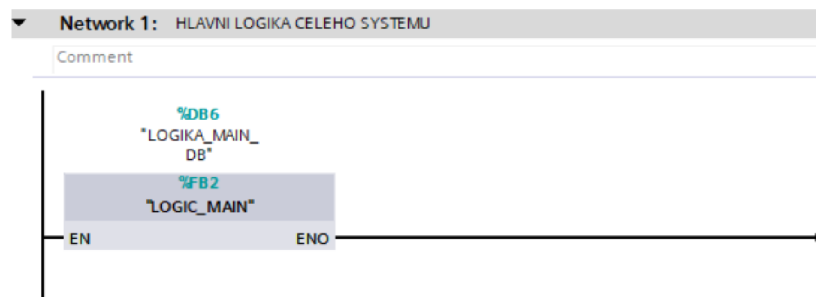 Network 1: HLAVNI LOGIKA CELEHO SYSTEMU
Comment
%DB6
"LOGIKA_MAIN_
DB"
%FB2
"LOGIC_MAIN"
EN ENO